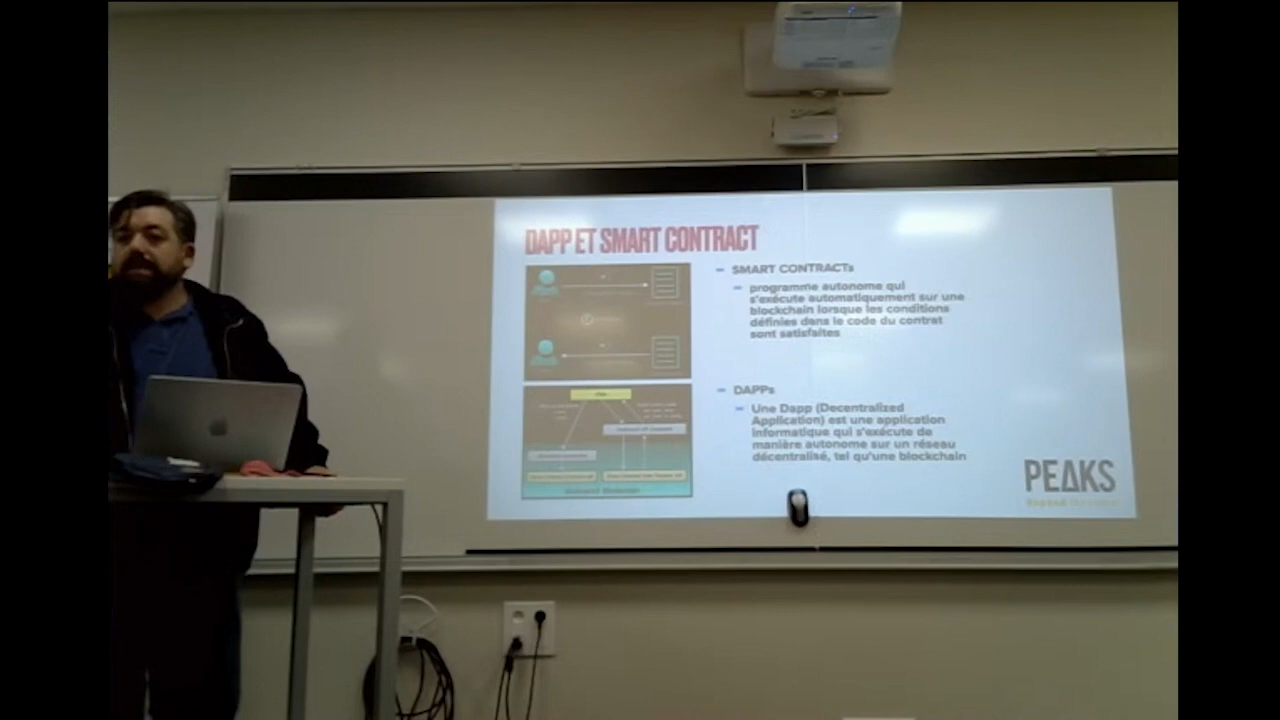 DAPP ET SMART CONTRACT
SMART CONTRACTs
programme autonome qui
s'exécute automatiquement sur une
blockchain lorsque les conditions
définies dans le code du contrat
sont satisfaites
DAPPs
Une Dapp (Decentralized
Application) est une application
informatique qui s'exécute de
manière autonome sur un réseau
décentralisé, tel qu'une blockchain
PEAKS